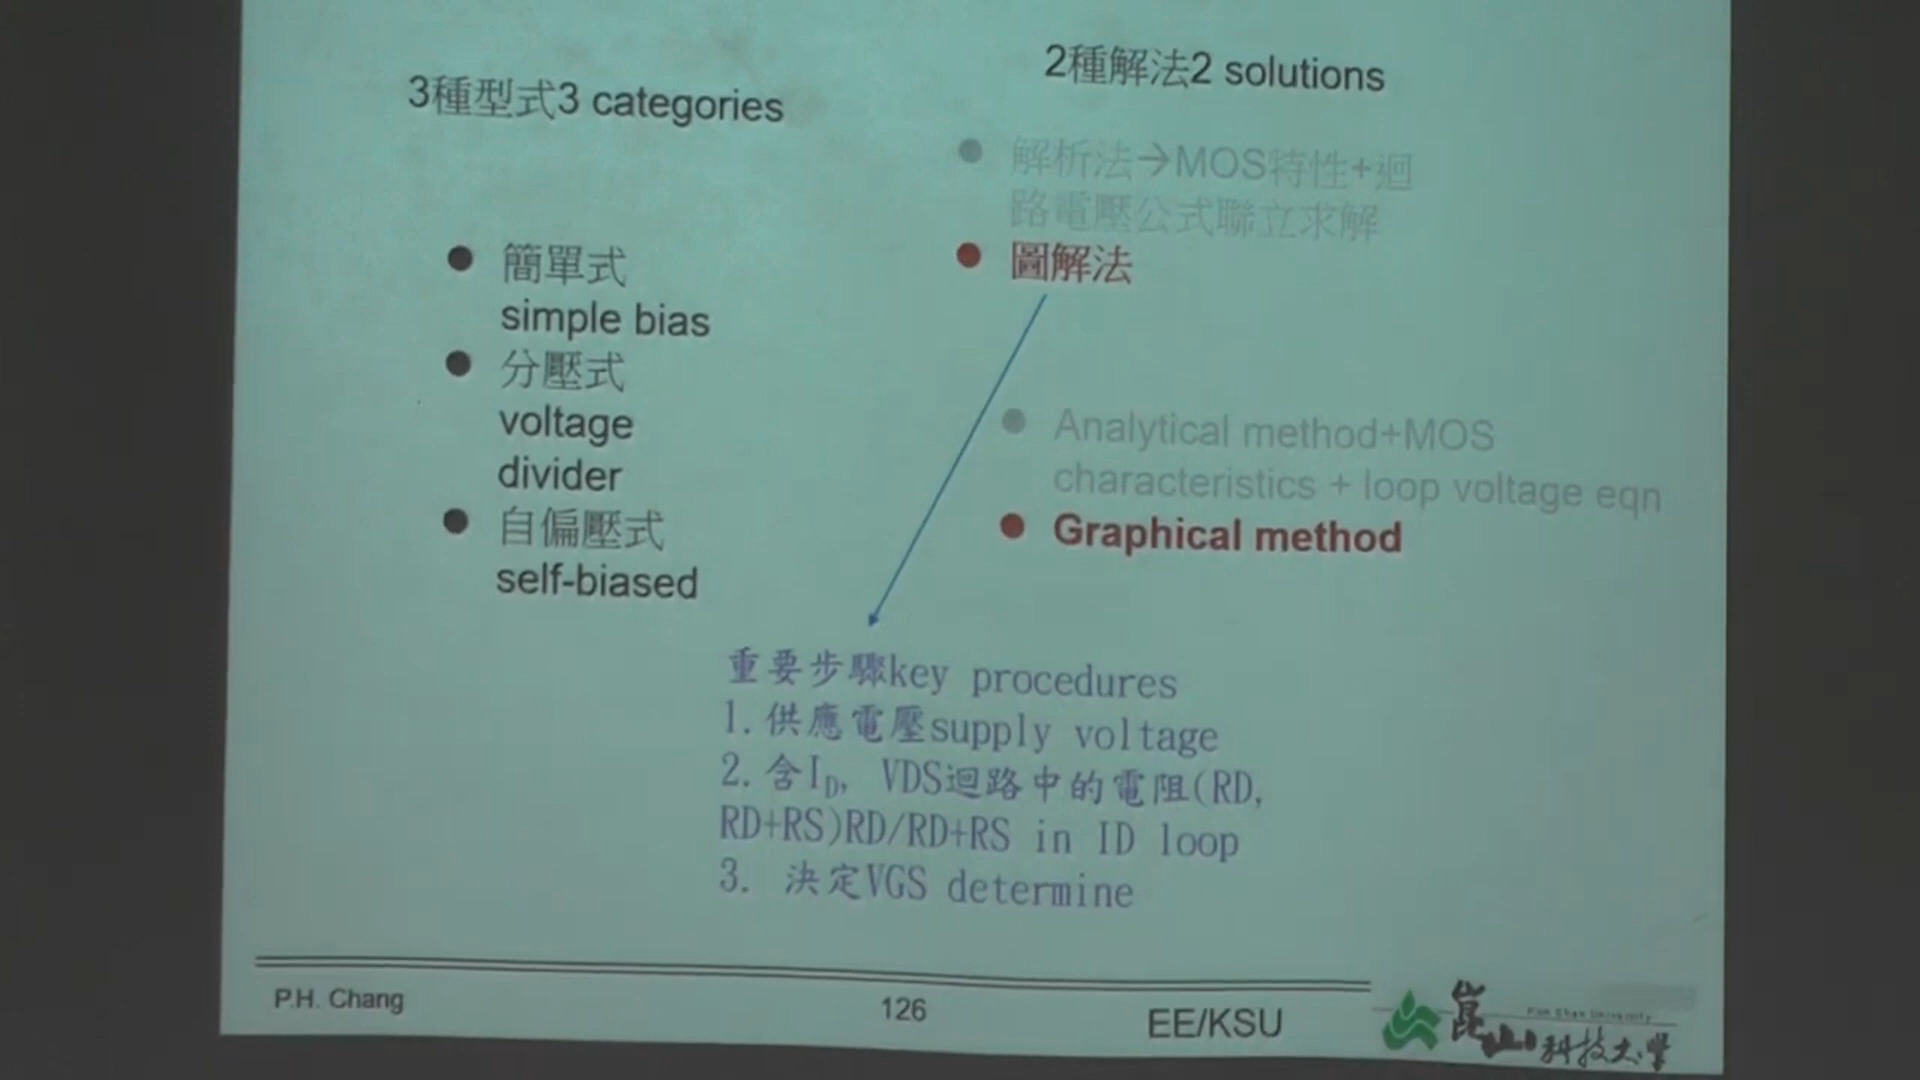 3種型式3 categories
簡單式
simple bias
分壓式
voltage
divider
自偏壓式
self-biased
2種解法2 solutions
解析法→MOS特性+迴
路電壓公式聯立求解
圖解法
Analytical method+MOS
characteristics + loop voltage eqn
Graphical method
重要步驟key procedures
1. 供應電壓supply voltage
2. 含ID, VDS迴路中的電阻(RD,
RD+RS)RD/RD+RS in ID loop
3. 決定VGS determine
P.H. Chang
126
EE/KSU
Kun Shan University
崑山科技大學